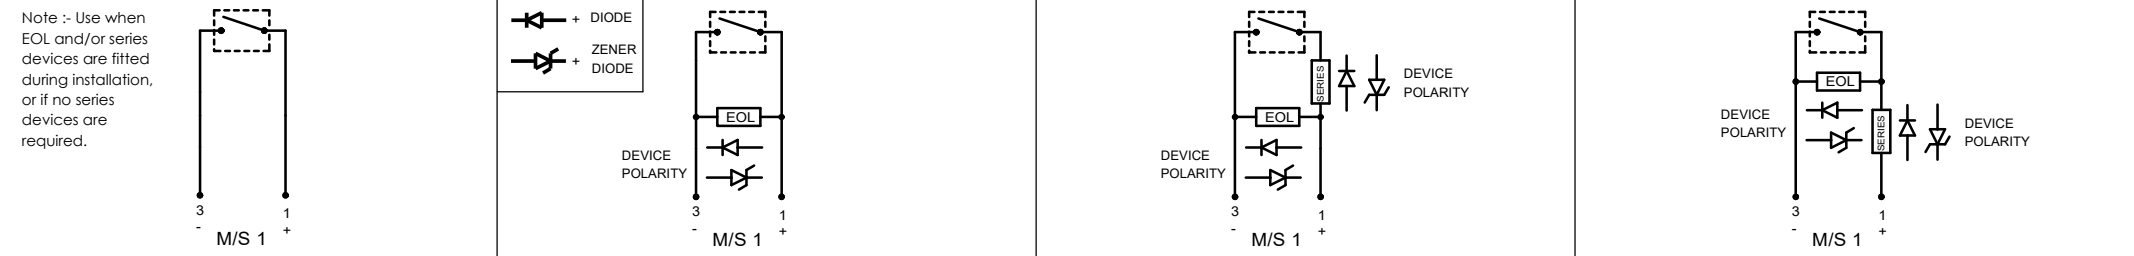 Note :- Use when
EOL and/or series
devices are fitted
during installation,
or if no series
devices are
required.
3
1
-
+
M/S 1
+ DIODE
+ ZENER
DIODE
EOL
DEVICE
POLARITY
3
1
-
+
M/S 1
SERIES
DEVICE
POLARITY
EOL
DEVICE
POLARITY
3
1
-
+
M/S 1
EOL
DEVICE
POLARITY
SERIES
DEVICE
POLARITY
3
1
-
+
M/S 1